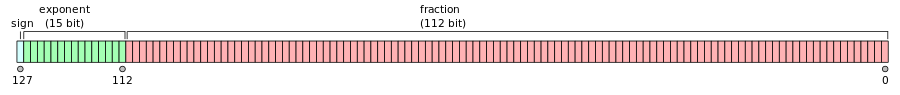 exponent
sign (15 bit)
fraction
(112 bit)
127
112
0